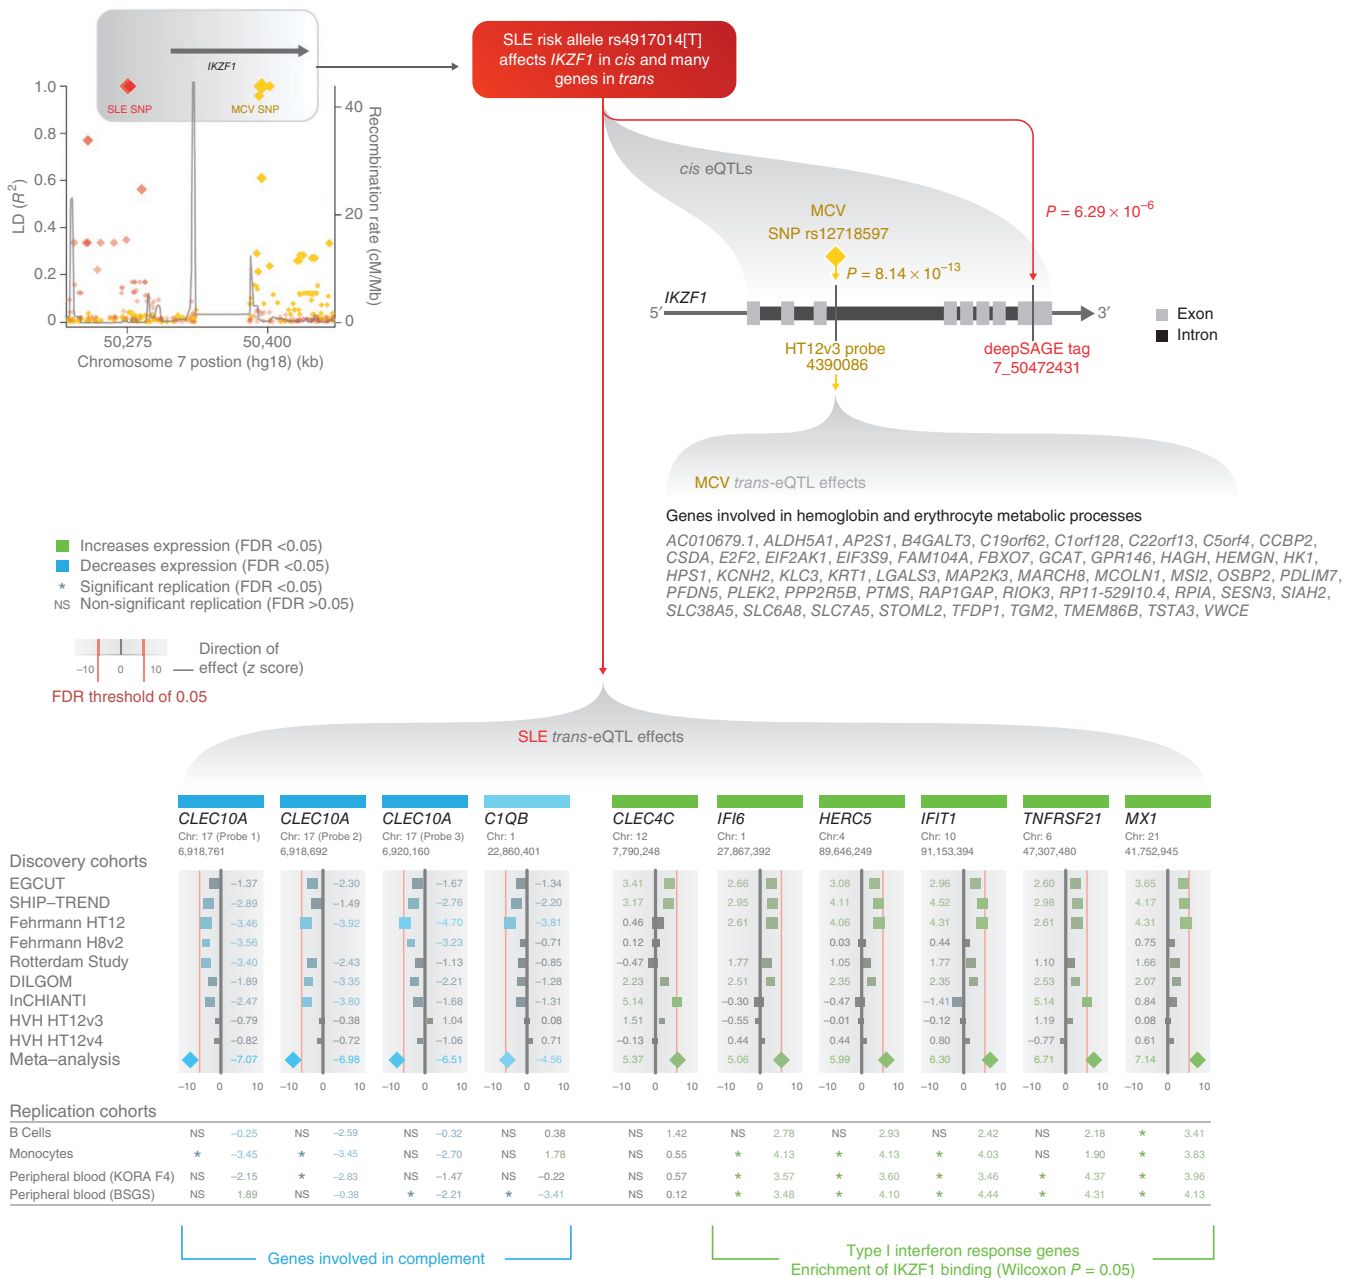 IKZF1
SLE SNP
MCV SNP
1.0
0.8
0.6
0.4
0.2
0
LD (R²)
40
20
0
Recombination rate (cM/Mb)
50,275
50,400
Chromosome 7 postion (hg18) (kb)
SLE risk allele rs4917014[T]
affects IKZF1 in cis and many
genes in trans
cis eQTLs
MCV
SNP rs12718597
P = 8.14 × 10⁻¹³
P = 6.29 × 10⁻⁶
IKZF1
5′
3′
Exon
Intron
HT12v3 probe
4390086
deepSAGE tag
7_50472431
MCV trans-eQTL effects
Genes involved in hemoglobin and erythrocyte metabolic processes
AC010679.1, ALDH5A1, AP2S1, B4GALT3, C19orf62, C1orf128, C22orf13, C5orf4, CCBP2,
CSDA, E2F2, EIF2AK1, EIF3S9, FAM104A, FBXO7, GCAT, GPR146, HAGH, HEMGN, HK1,
HPS1, KCNH2, KLC3, KRT1, LGALS3, MAP2K3, MARCH8, MCOLN1, MSI2, OSBP2, PDLIM7,
PFDN5, PLEK2, PPP2R5B, PTMS, RAP1GAP, RIOK3, RP11-529I10.4, RPIA, SESN3, SIAH2,
SLC38A5, SLC6A8, SLC7A5, STOML2, TFDP1, TGM2, TMEM86B, TSTA3, VWCE
Increases expression (FDR <0.05)
Decreases expression (FDR <0.05)
* Significant replication (FDR <0.05)
NS Non-significant replication (FDR >0.05)
–10 0 10
Direction of
effect (z score)
FDR threshold of 0.05
SLE trans-eQTL effects
CLEC10A CLEC10A CLEC10A C1QB CLEC4C IFI6 HERC5 IFIT1 TNFRSF21 MX1
Chr: 17 (Probe 1) Chr: 17 (Probe 2) Chr: 17 (Probe 3) Chr: 1 Chr: 12 Chr: 1 Chr:4 Chr: 10 Chr: 6 Chr: 21
6,918,761 6,918,692 6,920,160 22,860,401 7,790,248 27,867,392 89,646,249 91,153,394 47,307,480 41,752,945
Discovery cohorts
EGCUT –1.37 –2.30 –1.67 –1.34 3.41 2.66 3.08 2.96 2.60 3.65
SHIP–TREND –2.89 –1.49 –2.76 –2.20 3.17 2.95 4.11 4.52 2.98 4.17
Fehrmann HT12 –3.46 –3.92 –4.70 –3.81 0.46 2.61 4.06 4.31 2.61 4.31
Fehrmann H8v2 –3.56 –3.23 –0.71 0.12 0.03 0.44 0.75
Rotterdam Study –3.40 –2.43 –1.13 –0.85 –0.47 1.77 1.05 1.77 1.10 1.66
DILGOM –1.89 –3.35 –2.21 –1.28 2.23 2.51 2.35 2.35 2.53 2.07
InCHIANTI –2.47 –3.80 –1.68 –1.31 5.14 –0.30 –0.47 –1.41 5.14 0.84
HVH HT12v3 –0.79 –0.38 1.04 0.08 1.51 –0.55 –0.01 –0.12 1.19 0.08
HVH HT12v4 –0.82 –0.72 –1.06 0.71 –0.13 0.44 0.44 0.80 –0.77 0.61
Meta–analysis –7.07 –6.98 –6.51 –4.56 5.37 5.06 5.99 6.30 6.71 7.14
–10 0 10 –10 0 10 –10 0 10 –10 0 10 –10 0 10 –10 0 10 –10 0 10 –10 0 10 –10 0 10 –10 0 10
Replication cohorts
B Cells NS –0.25 * –2.59 NS –0.32 NS 0.38 NS 1.42 NS 2.78 NS 2.93 NS 2.42 NS 2.18 * 3.41
Monocytes * –3.45 * –3.45 NS –2.70 NS 1.78 NS 0.55 * 4.13 * 4.13 * 4.03 NS 1.90 * 3.83
Peripheral blood (KORA F4) NS –2.15 * –2.83 NS –1.47 NS –0.22 NS 0.57 * 3.57 * 3.60 * 3.46 * 4.37 * 3.96
Peripheral blood (BSGS) NS 1.89 NS –0.38 * –2.21 * –3.41 NS 0.12 * 3.48 * 4.10 * 4.44 * 4.31 * 4.13
Genes involved in complement
Type I interferon response genes
Enrichment of IKZF1 binding (Wilcoxon P = 0.05)